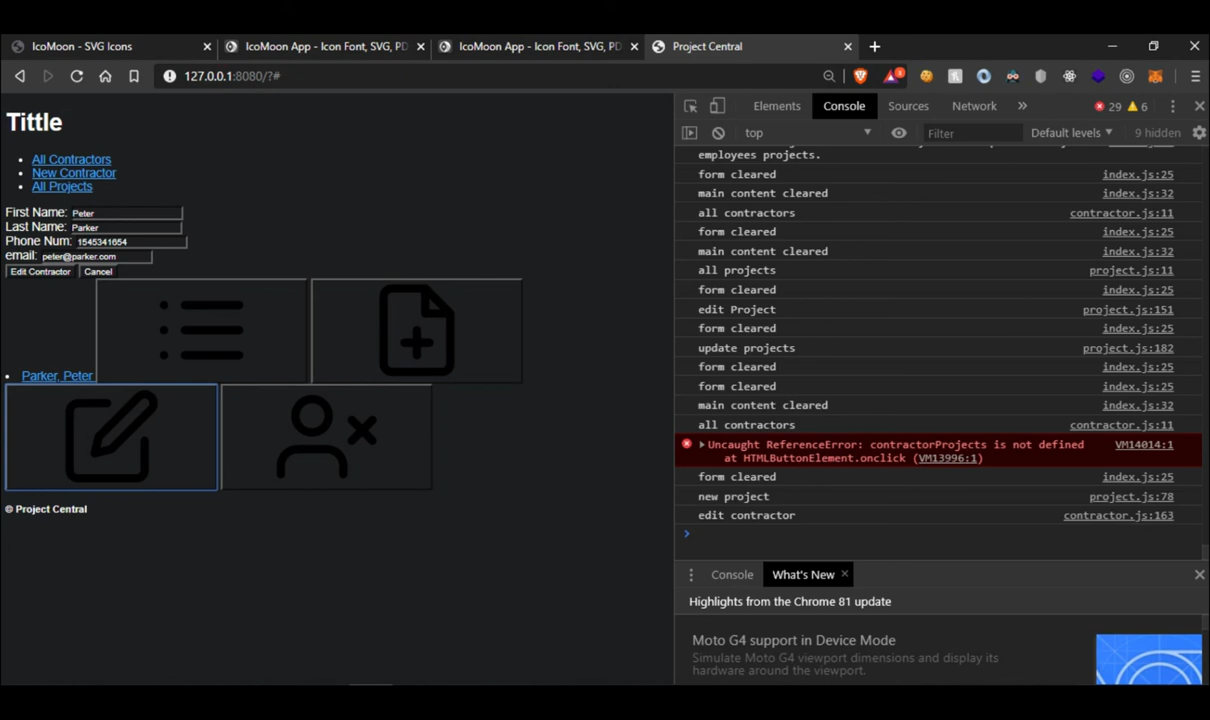 IcoMoon - SVG Icons
IcoMoon App - Icon Font, SVG, PD
IcoMoon App - Icon Font, SVG, PD
Project Central
127.0.0.1:8080/?#
3
Tittle
All Contractors
New Contractor
All Projects
First Name: Peter
Last Name: Parker
Phone Num: 1545341654
email: peter@parker.com
Edit Contractor Cancel
Parker, Peter
© Project Central
Elements Console Sources Network 29 6
top Filter Default levels 9 hidden
employees projects.
form cleared index.js:25
main content cleared index.js:32
all contractors contractor.js:11
form cleared index.js:25
main content cleared index.js:32
all projects project.js:11
form cleared index.js:25
edit Project project.js:151
form cleared index.js:25
update projects project.js:182
form cleared index.js:25
form cleared index.js:25
main content cleared index.js:32
all contractors contractor.js:11
Uncaught ReferenceError: contractorProjects is not defined VM14014:1
at HTMLButtonElement.onclick (VM13996:1)
form cleared index.js:25
new project project.js:78
edit contractor contractor.js:163
Console What's New
Highlights from the Chrome 81 update
Moto G4 support in Device Mode
Simulate Moto G4 viewport dimensions and display its
hardware around the viewport.